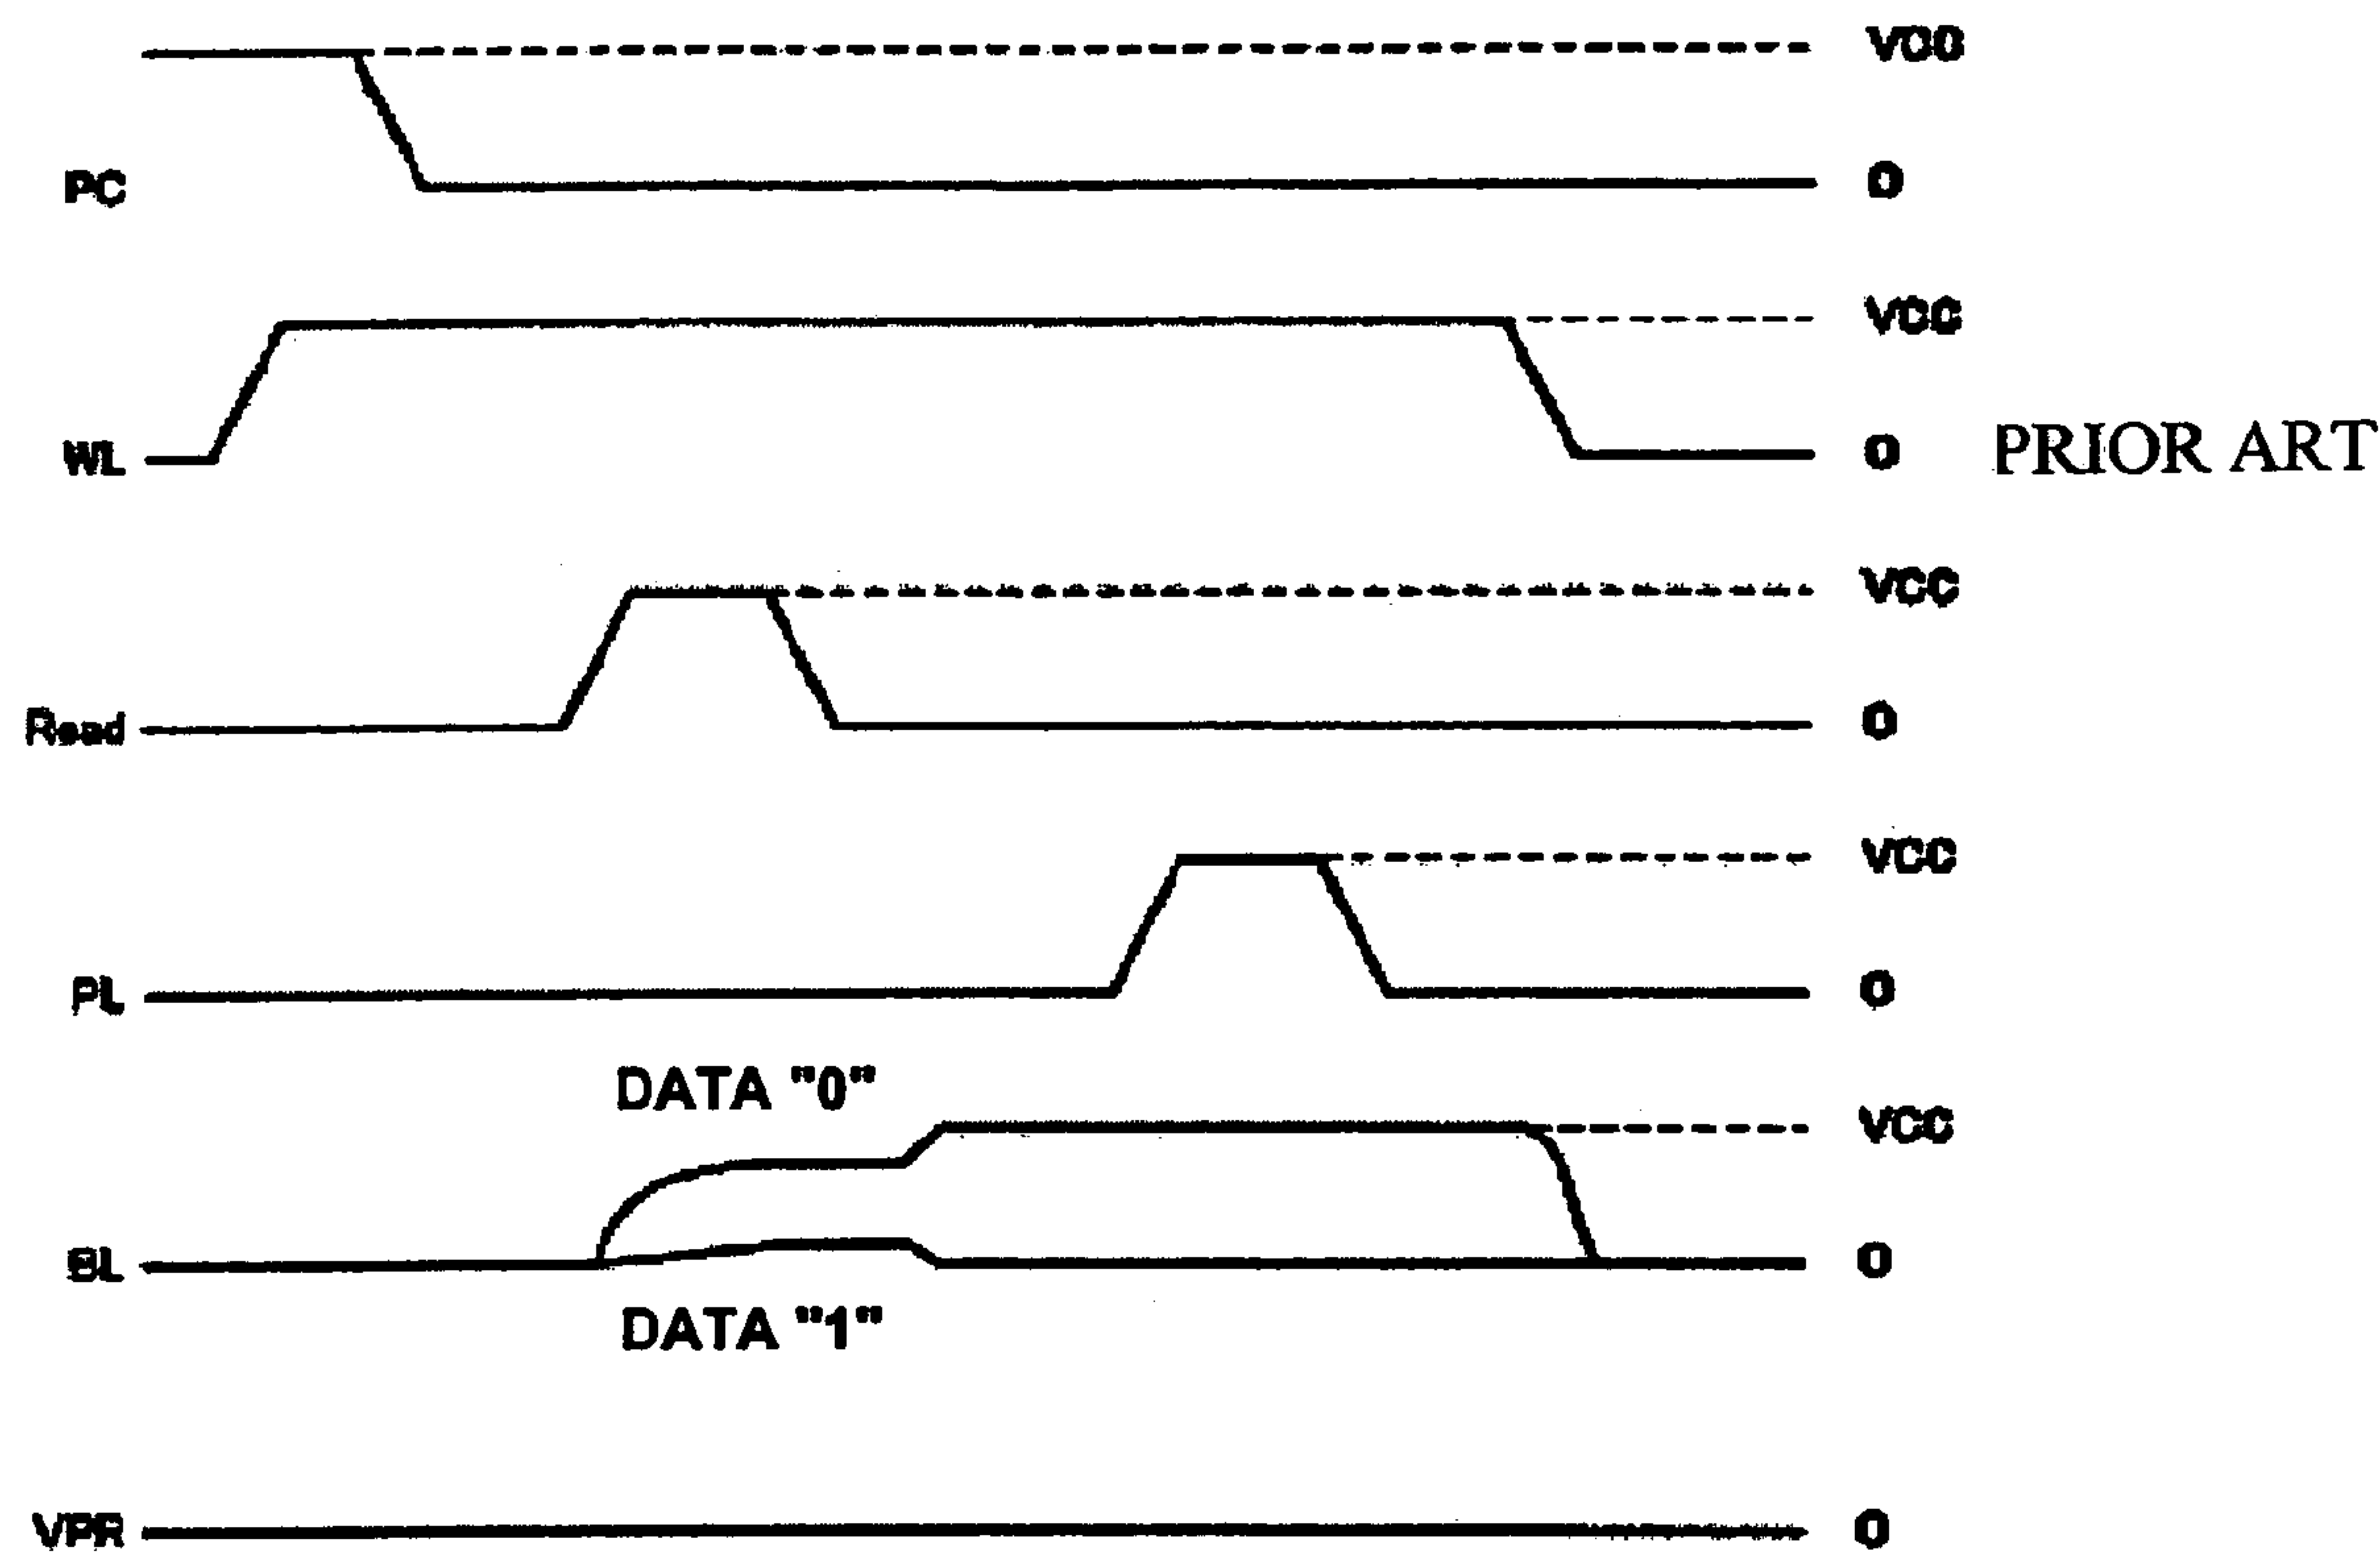 VCC
PC 0
VCC
WL 0 PRIOR ART
VCC
Read 0
VCC
PL 0
DATA "0"
VCC
BL 0
DATA "1"
VPR 0